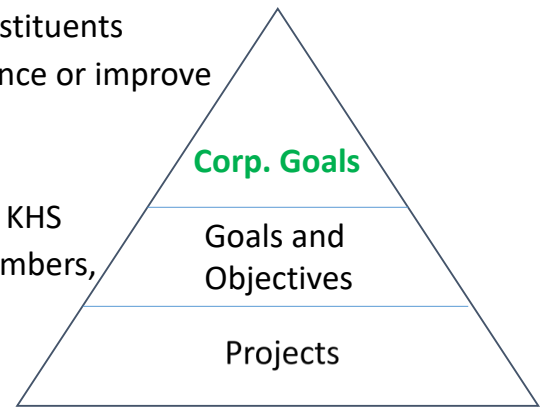 stituents
nce or improve
Corp. Goals
KHS
mbers,
Goals and
Objectives
Projects